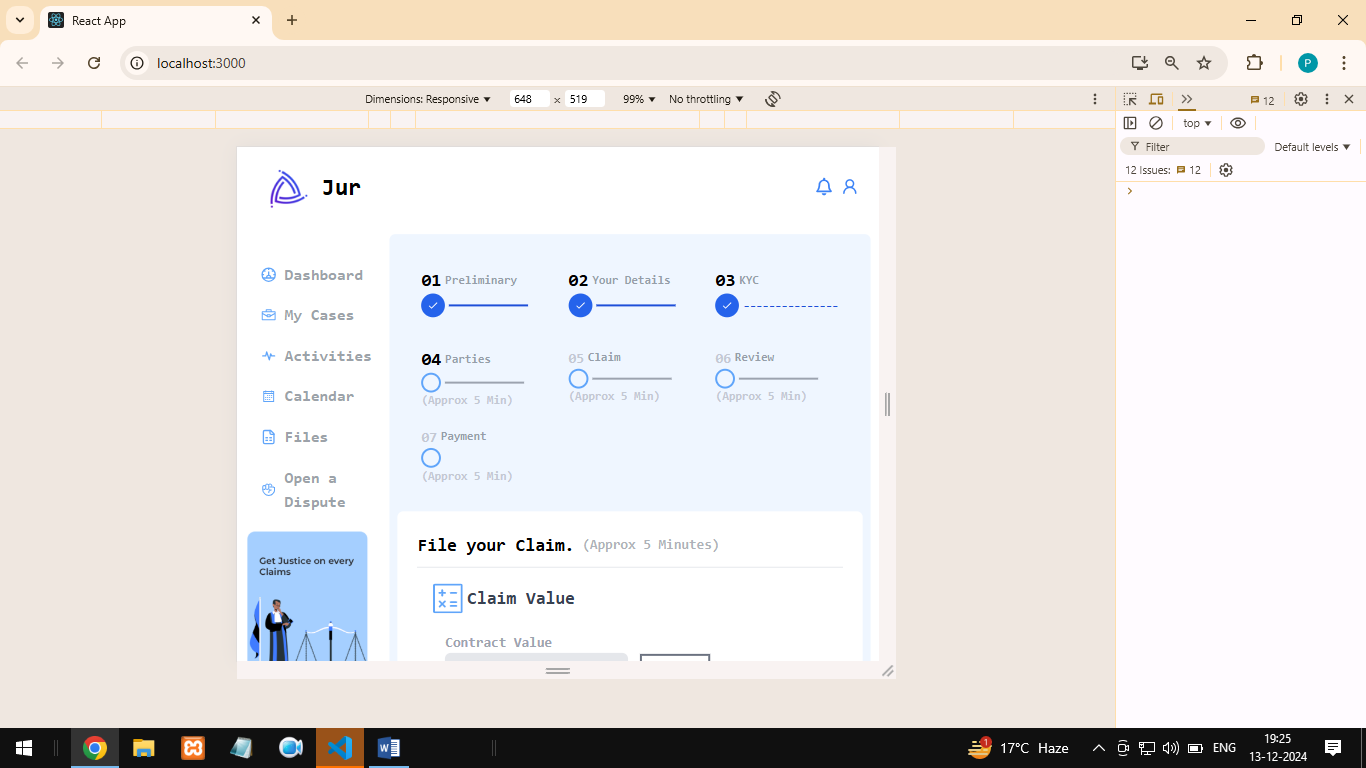 React App
localhost:3000
P
Dimensions: Responsive 648 x 519 99% No throttling
12
top
Filter Default levels
12 Issues: 12
Jur
Dashboard
My Cases
Activities
Calendar
Files
Open a
Dispute
Get Justice on every
Claims
01 Preliminary
02 Your Details
03 KYC
04 Parties
(Approx 5 Min)
05 Claim
(Approx 5 Min)
06 Review
(Approx 5 Min)
07 Payment
(Approx 5 Min)
File your Claim. (Approx 5 Minutes)
Claim Value
Contract Value
1
17°C Haze
ENG
19:25
13-12-2024